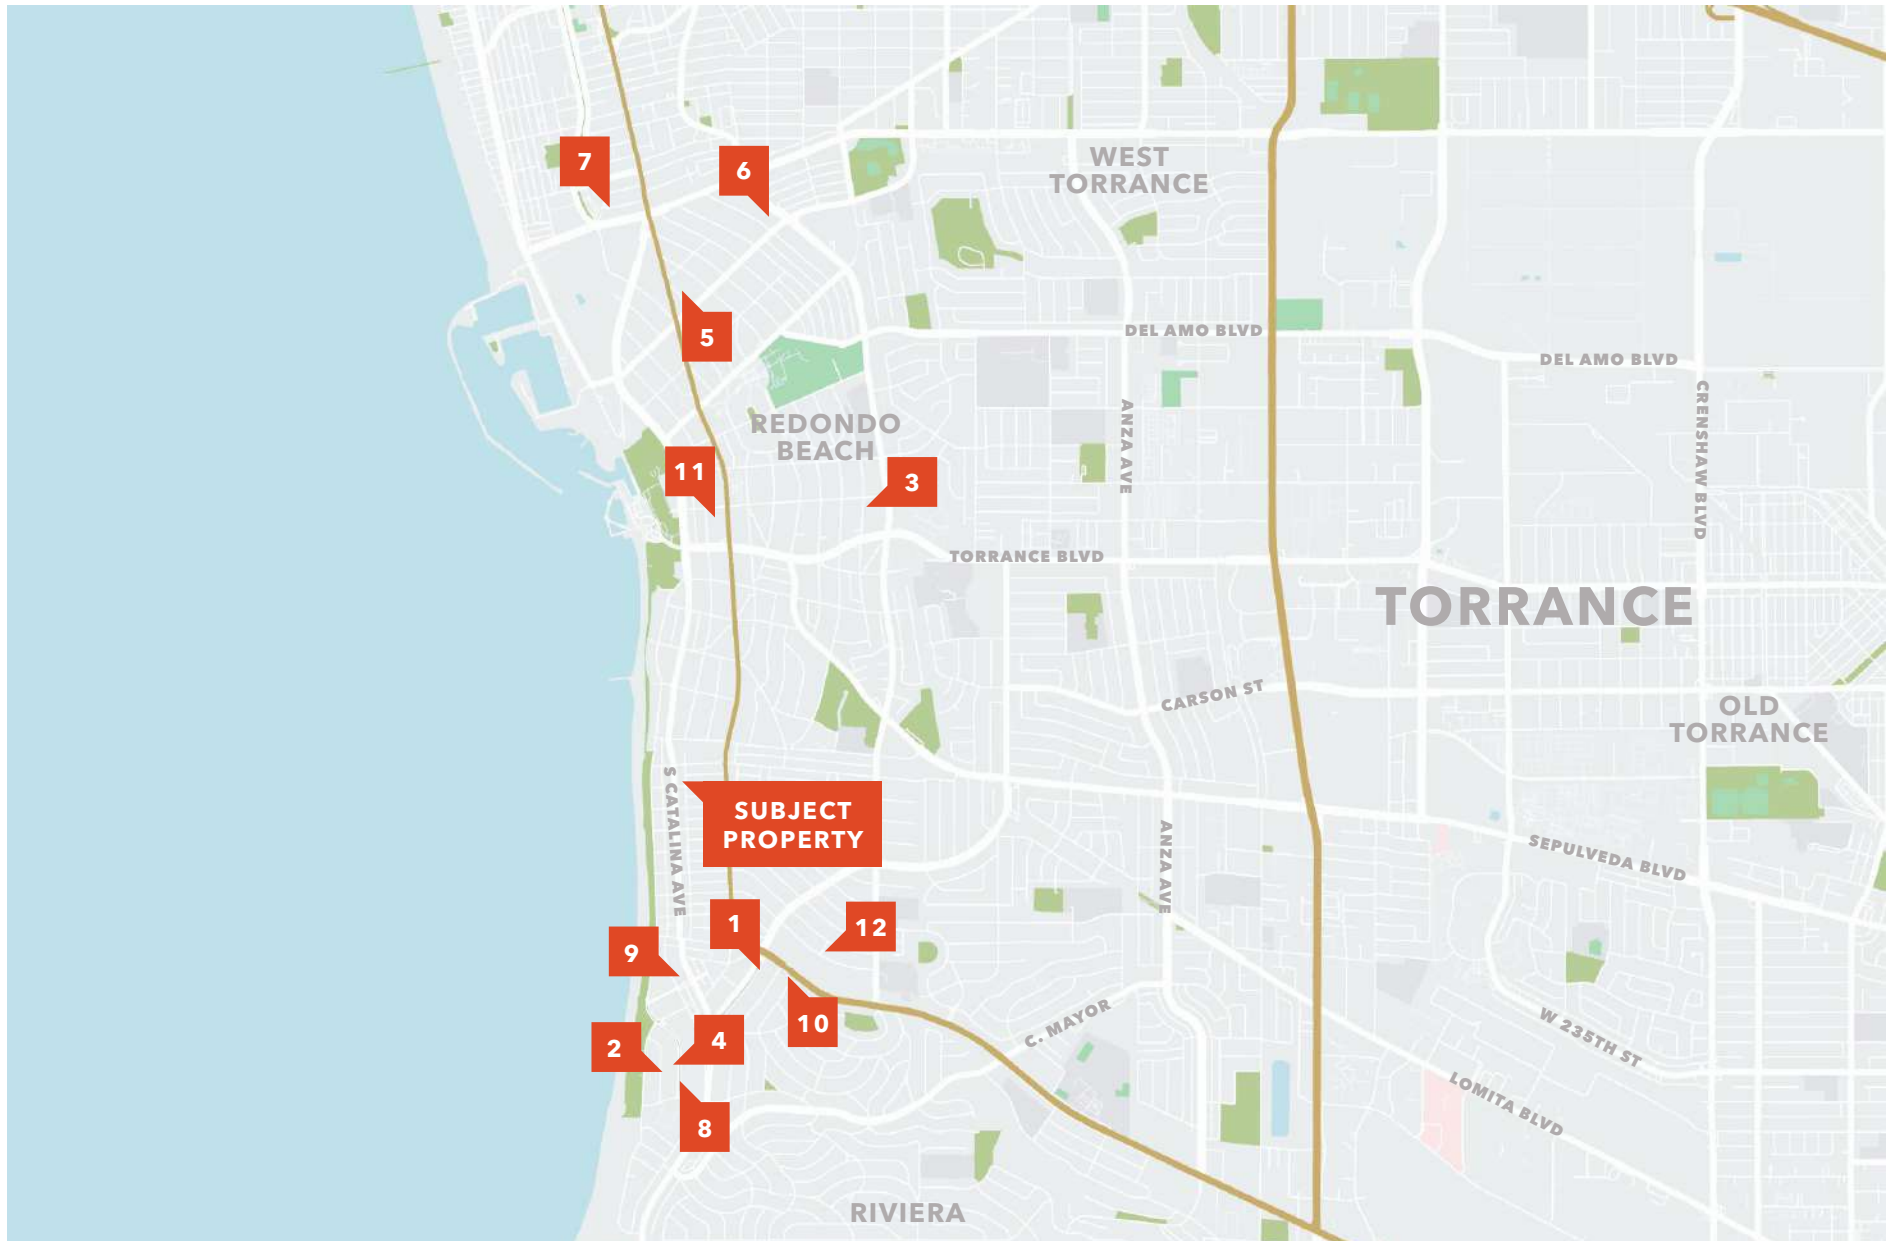 7
6
WEST
TORRANCE
5
DEL AMO BLVD
DEL AMO BLVD
CRENSHAW BLVD
ANZA AVE
REDONDO
BEACH
11
3
TORRANCE BLVD
TORRANCE
CARSON ST
OLD
TORRANCE
S CATALINA AVE
SUBJECT
PROPERTY
ANZA AVE
SEPULVEDA BLVD
1
12
9
10
C. MAYOR
W 235TH ST
2
4
LOMITA BLVD
8
RIVIERA